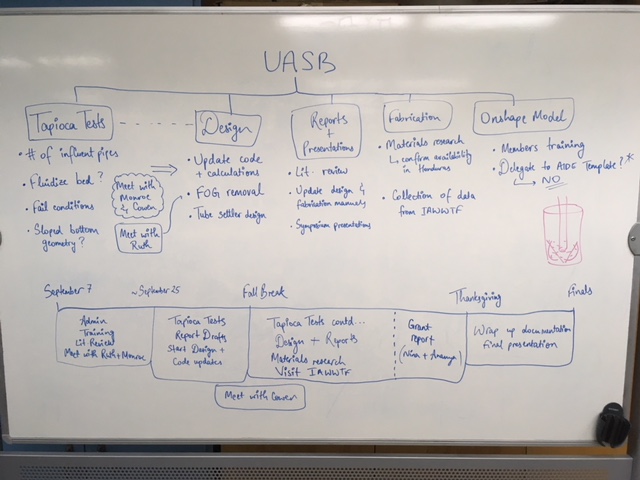 UASB
Tapioca Tests
• # of influent pipes
• Fluidize bed?
• Fail conditions
• Sloped bottom
geometry?
Meet with
Monroe
& Cowen
Meet with
Ruth
Design
• Update code
+ calculations
• FOG removal
• Tube settler design
Reports
+
Presentations
• Lit. review
• Update design &
fabrication manuals
• Symposium presentations
Fabrication
• Materials research
↳ confirm availability
in Honduras
• Collection of data
from IAWWTF
Onshape Model
• Members training
• Delegate to AIDE Template?*
↳ NO
September 7
~September 25
Fall Break
Thanksgiving
Finals
Admin
Training
Lit Review
Meet with Ruth + Monroe
Tapioca Tests
Report Drafts
Start Design +
Code updates
Tapioca Tests contd...
Design + Reports
Materials research
Visit IAWWTF
Grant
report
(Nina + Ananya)
Wrap up documentation
Final presentation
Meet with Cowen